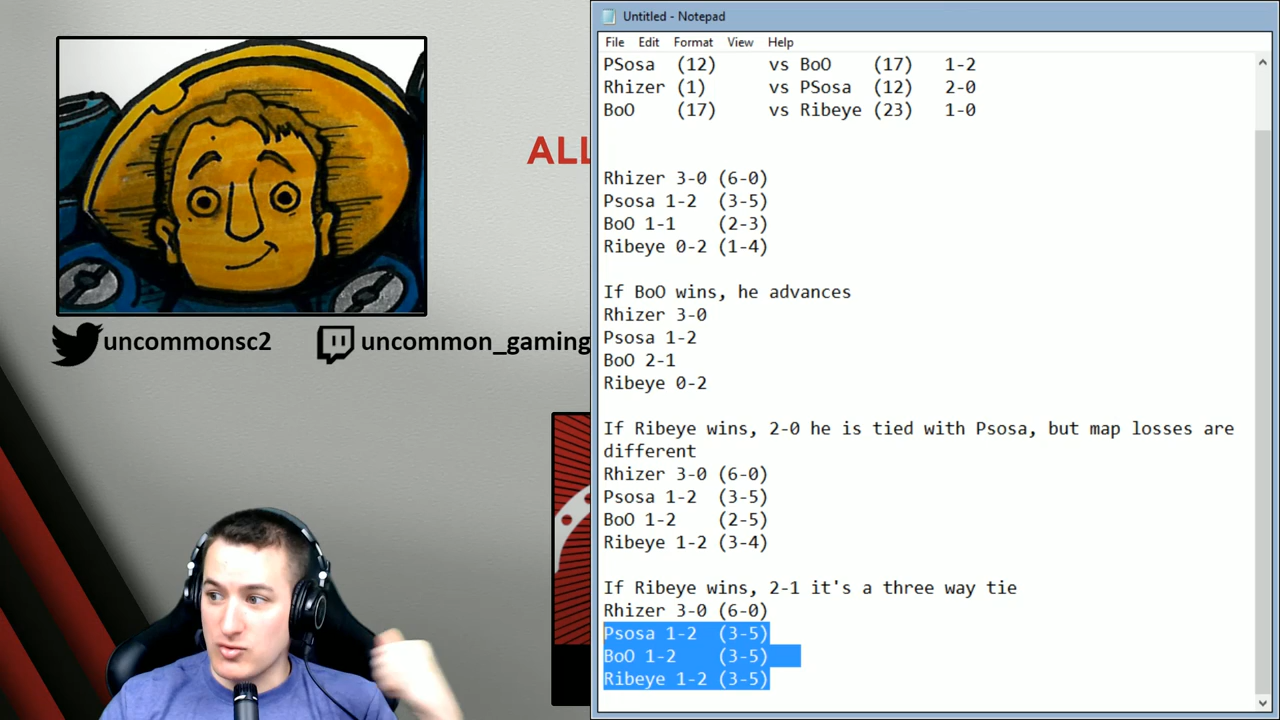 Untitled - Notepad
File Edit Format View Help
PSosa (12) vs BoO (17) 1-2
Rhizer (1) vs PSosa (12) 2-0
BoO (17) vs Ribeye (23) 1-0
ALL
Rhizer 3-0 (6-0)
Psosa 1-2 (3-5)
BoO 1-1 (2-3)
Ribeye 0-2 (1-4)
If BoO wins, he advances
Rhizer 3-0
Psosa 1-2
BoO 2-1
Ribeye 0-2
uncommonsc2
uncommon_gaming
If Ribeye wins, 2-0 he is tied with Psosa, but map losses are
different
Rhizer 3-0 (6-0)
Psosa 1-2 (3-5)
BoO 1-2 (2-5)
Ribeye 1-2 (3-4)
If Ribeye wins, 2-1 it's a three way tie
Rhizer 3-0 (6-0)
Psosa 1-2 (3-5)
BoO 1-2 (3-5)
Ribeye 1-2 (3-5)